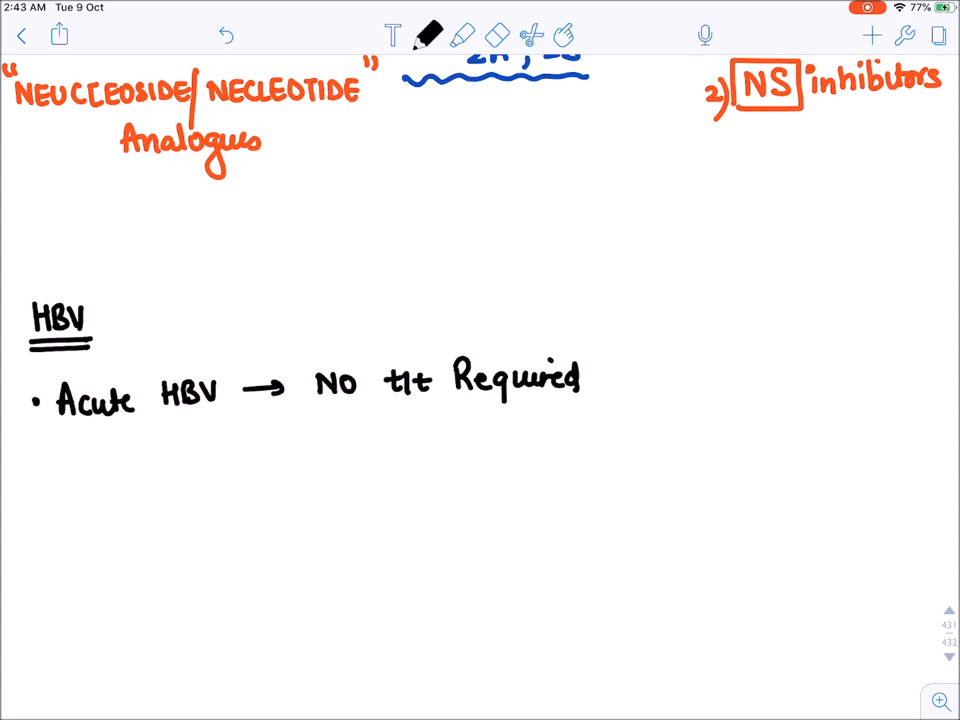 2:43 AM Tue 9 Oct
77%
T
"NEUCLEOSIDE/NECLEOTIDE"
Analogues
2) NS inhibitors
HBV
• Acute HBV → NO t/t Required
431
432